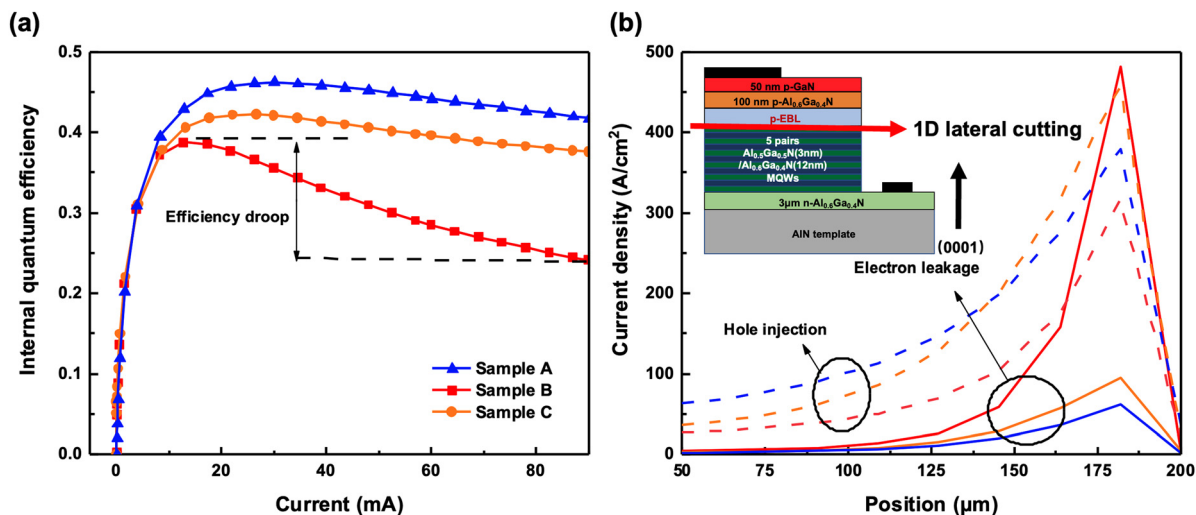 (a)
0.5
0.4
0.3
0.2
0.1
0.0
Internal quantum efficiency
Efficiency droop
Sample A
Sample B
Sample C
0
20
40
60
80
Current (mA)
(b)
500
400
300
200
100
0
Current density (A/cm²)
50 nm p-GaN
100 nm p-Al₀.₆Ga₀.₄N
p-EBL
1D lateral cutting
5 pairs
Al₀.₅Ga₀.₅N(3nm)
/Al₀.₆Ga₀.₄N(12nm)
MQWs
3μm n-Al₀.₆Ga₀.₄N
AlN template
(0001)
Electron leakage
Hole injection
50
75
100
125
150
175
200
Position (μm)